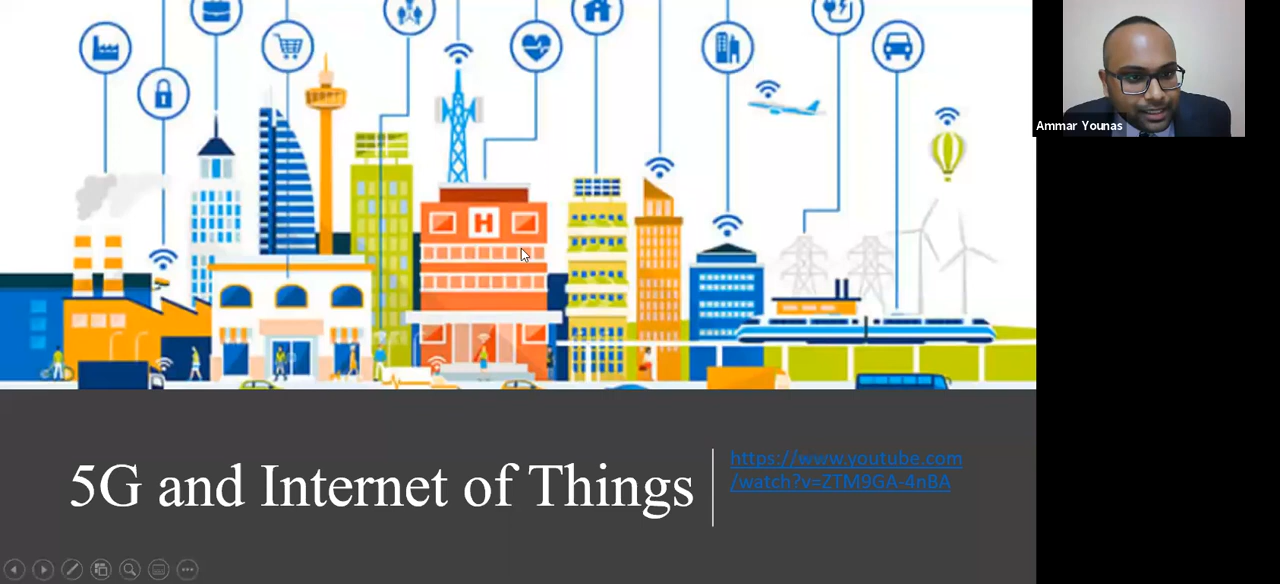 H
Ammar Younas
5G and Internet of Things
https://www.youtube.com
/watch?v=ZTM9GA-4nBA